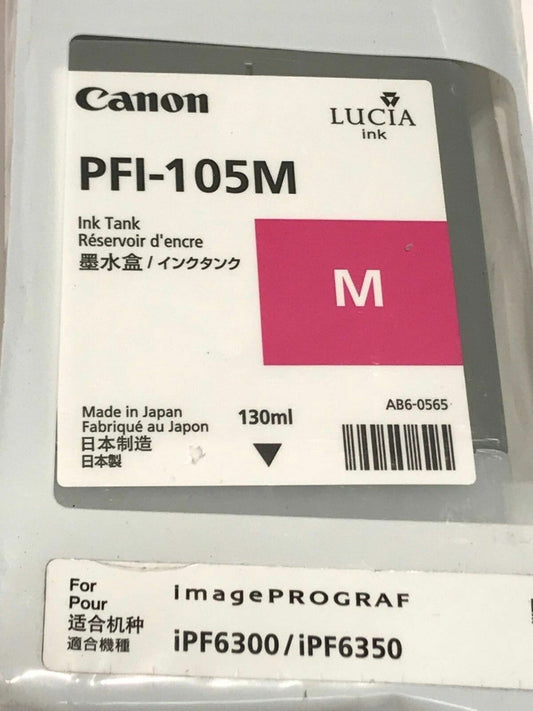 Canon
LUCIA
ink
PFI-105M
Ink Tank
Réservoir d'encre
墨水盒 / インクタンク
M
Made in Japan
Fabriqué au Japon
日本制造
日本製
130ml
AB6-0565
For
Pour
适合机种
適合機種
imagePROGRAF
iPF6300/iPF6350